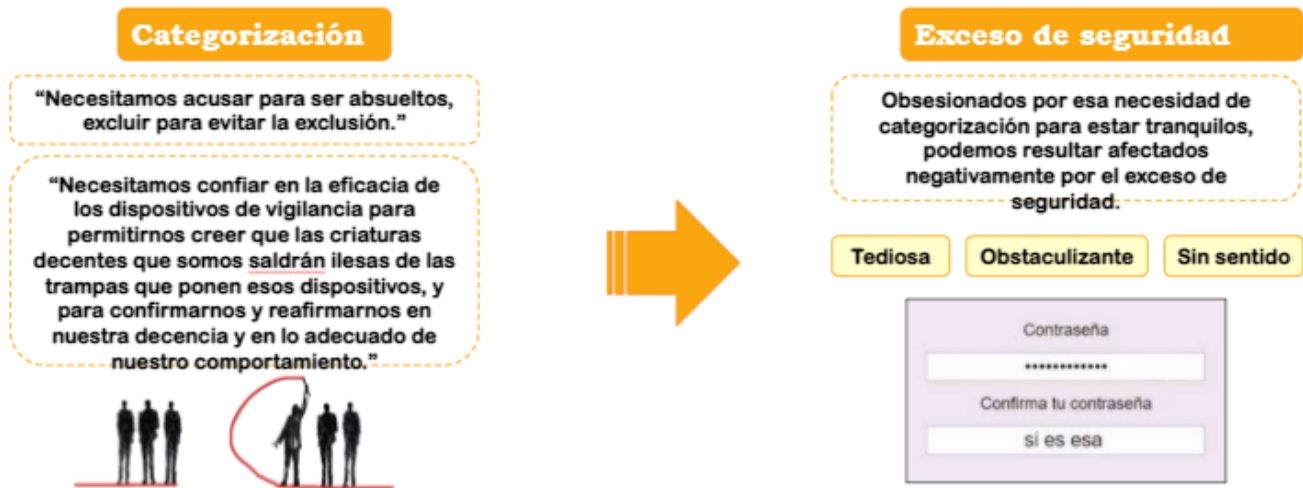 Categorización
“Necesitamos acusar para ser absueltos,
excluir para evitar la exclusión.”
“Necesitamos confiar en la eficacia de
los dispositivos de vigilancia para
permitirnos creer que las criaturas
decentes que somos saldrán ilesas de las
trampas que ponen esos dispositivos, y
para confirmarnos y reafirmarnos en
nuestra decencia y en lo adecuado de
nuestro comportamiento.”
Exceso de seguridad
Obsesionados por esa necesidad de
categorización para estar tranquilos,
podemos resultar afectados
negativamente por el exceso de
seguridad.
Tediosa
Obstaculizante
Sin sentido
Contraseña
••••••••••••
Confirma tu contraseña
si es esa